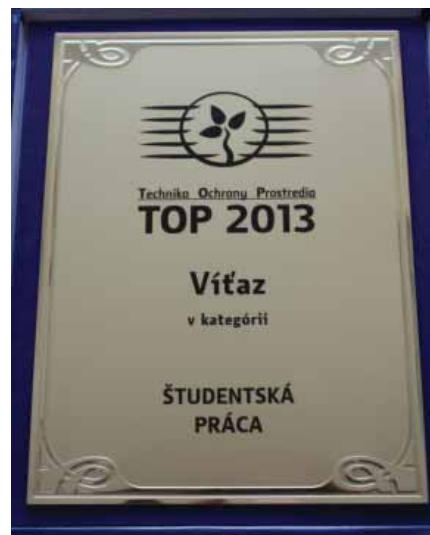 Technika Ochrany Prostredia
TOP 2013
Víťaz
v kategórii
ŠTUDENTSKÁ
PRÁCA